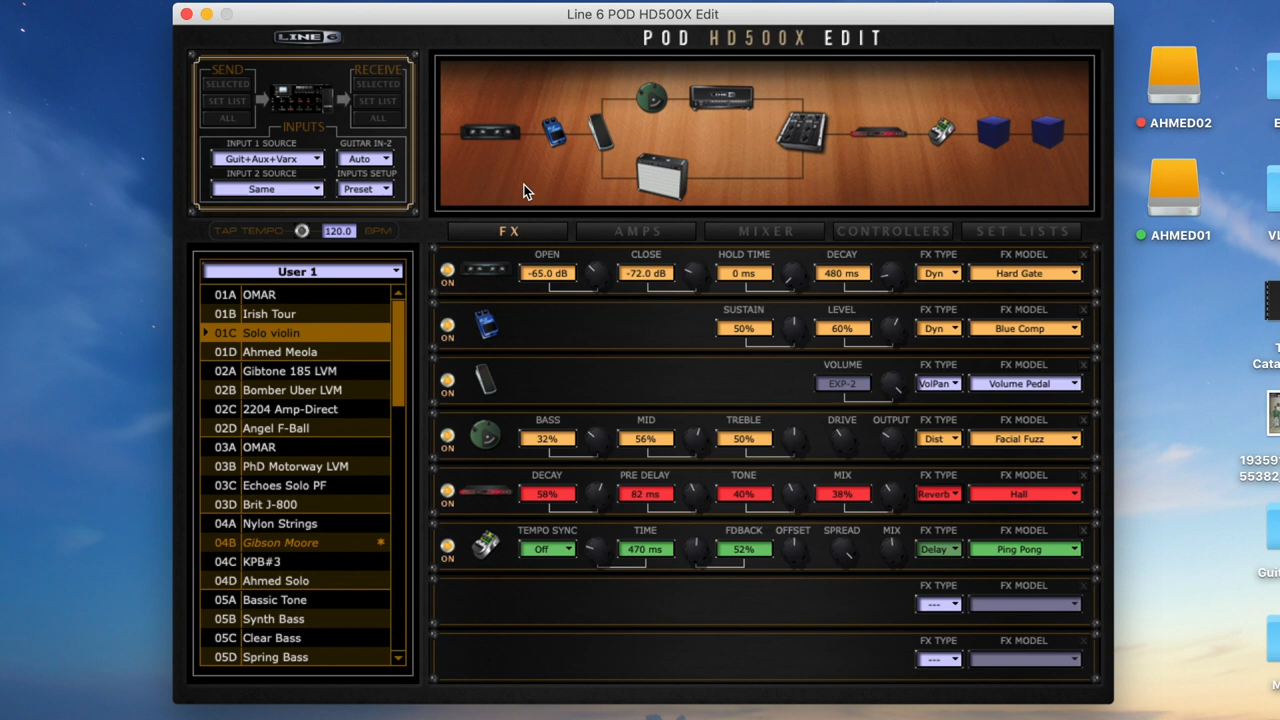 Line 6 POD HD500X Edit
LINE 6
POD HD500X EDIT
SEND
SELECTED
SET LIST
ALL
RECEIVE
SELECTED
SET LIST
ALL
INPUTS
INPUT 1 SOURCE
GUITAR IN-Z
Guit+Aux+Varx
Auto
INPUT 2 SOURCE
INPUTS SETUP
Same
Preset
TAP TEMPO 120.0 BPM
FX
AMPS
MIXER
CONTROLLERS
SET LISTS
User 1
01A OMAR
01B Irish Tour
01C Solo violin
01D Ahmed Meola
02A Gibtone 185 LVM
02B Bomber Uber LVM
02C 2204 Amp-Direct
02D Angel F-Ball
03A OMAR
03B PhD Motorway LVM
03C Echoes Solo PF
03D Brit J-800
04A Nylon Strings
04B Gibson Moore *
04C KPB#3
04D Ahmed Solo
05A Bassic Tone
05B Synth Bass
05C Clear Bass
05D Spring Bass
OPEN CLOSE HOLD TIME DECAY FX TYPE FX MODEL X
ON -65.0 dB -72.0 dB 0 ms 480 ms Dyn Hard Gate
SUSTAIN LEVEL FX TYPE FX MODEL X
ON 50% 60% Dyn Blue Comp
VOLUME FX TYPE FX MODEL X
ON EXP-2 VolPan Volume Pedal
BASS MID TREBLE DRIVE OUTPUT FX TYPE FX MODEL X
ON 32% 56% 50% Dist Facial Fuzz
DECAY PRE DELAY TONE MIX FX TYPE FX MODEL X
ON 58% 82 ms 40% 38% Reverb Hall
TEMPO SYNC TIME FDBACK OFFSET SPREAD MIX FX TYPE FX MODEL X
ON Off 470 ms 52% Delay Ping Pong
FX TYPE FX MODEL X
---
FX TYPE FX MODEL X
---
AHMED02
AHMED01
Cata
19359
55382
Gui